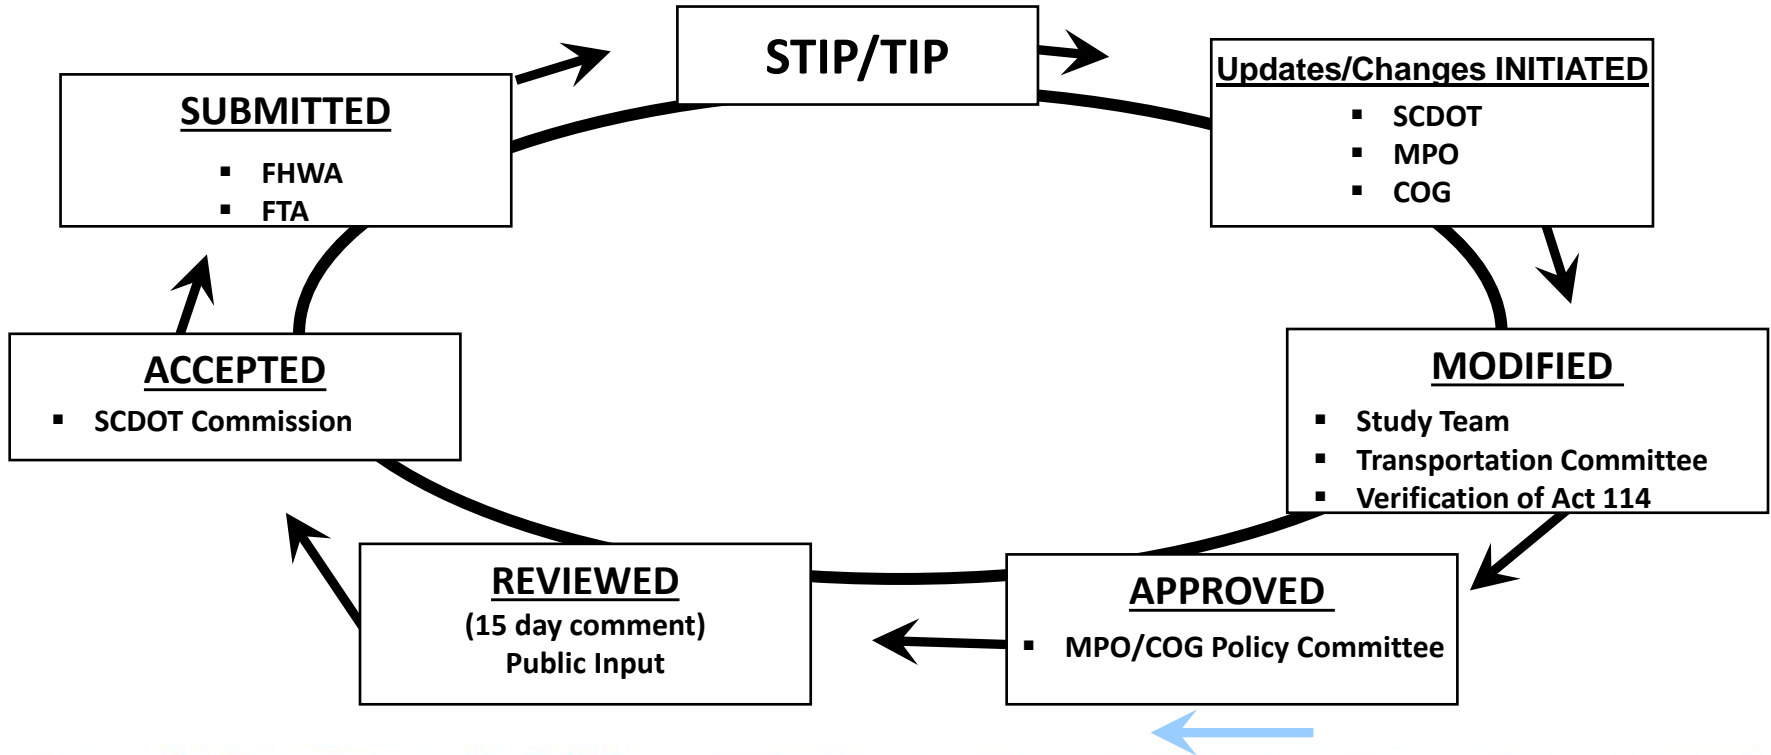 STIP/TIP
Updates/Changes INITIATED
▪ SCDOT
▪ MPO
▪ COG
MODIFIED
▪ Study Team
▪ Transportation Committee
▪ Verification of Act 114
APPROVED
▪ MPO/COG Policy Committee
REVIEWED
(15 day comment)
Public Input
ACCEPTED
▪ SCDOT Commission
SUBMITTED
▪ FHWA
▪ FTA